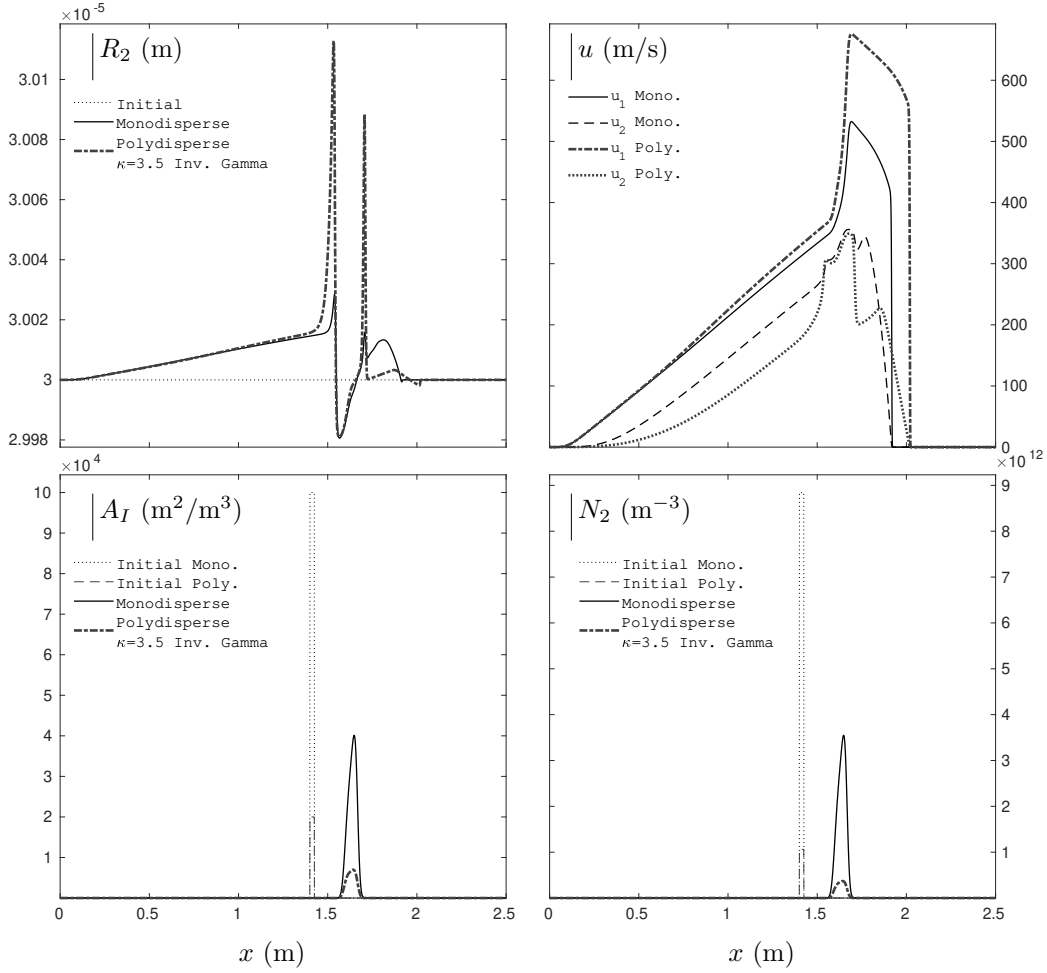 ×10⁻⁵
R₂ (m)
3.01
3.008
3.006
3.004
3.002
3
2.998
Initial
Monodisperse
Polydisperse
κ=3.5 Inv. Gamma
u (m/s)
600
500
400
300
200
100
0
u₁ Mono.
u₂ Mono.
u₁ Poly.
u₂ Poly.
×10⁴
A_I (m²/m³)
10
9
8
7
6
5
4
3
2
1
Initial Mono.
Initial Poly.
Monodisperse
Polydisperse
κ=3.5 Inv. Gamma
0 0.5 1 1.5 2 2.5
x (m)
×10¹²
N₂ (m⁻³)
9
8
7
6
5
4
3
2
1
Initial Mono.
Initial Poly.
Monodisperse
Polydisperse
κ=3.5 Inv. Gamma
0 0.5 1 1.5 2 2.5
x (m)